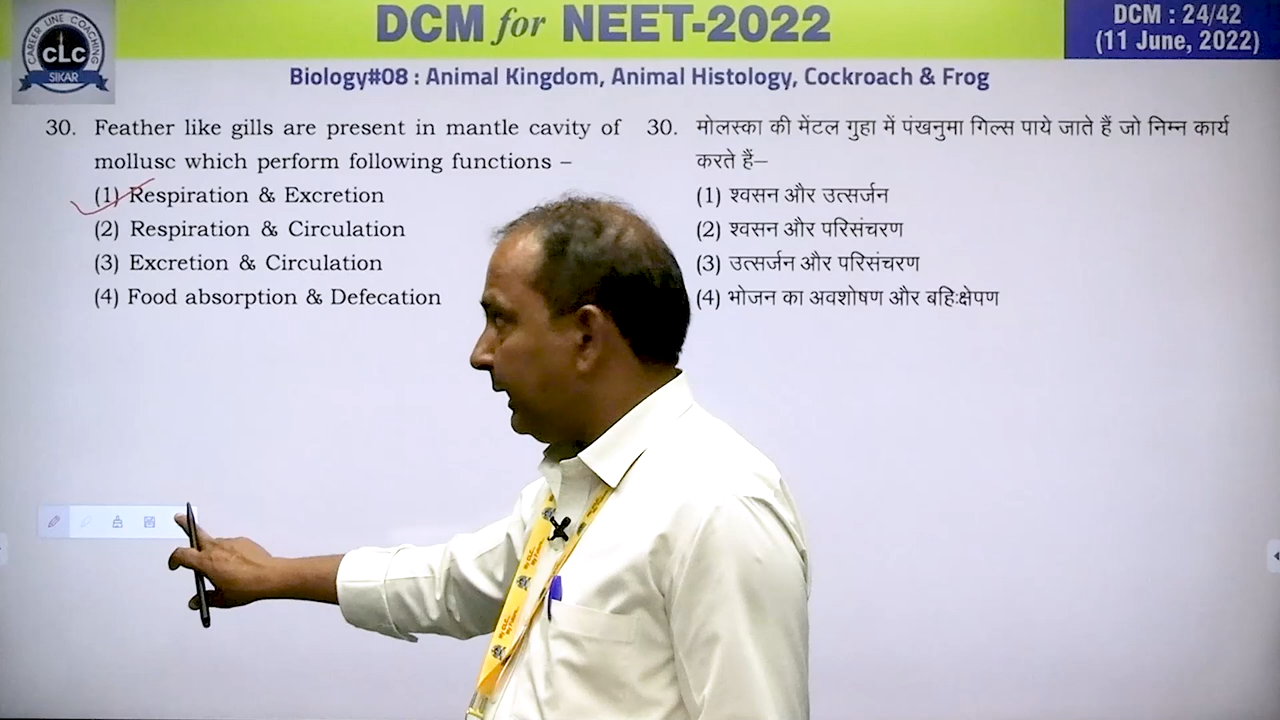 DCM for NEET-2022
DCM : 24/42
(11 June, 2022)
CAREER LINE COACHING
CLC
SIKAR
Biology#08 : Animal Kingdom, Animal Histology, Cockroach & Frog
30. Feather like gills are present in mantle cavity of
mollusc which perform following functions –
(1) Respiration & Excretion
(2) Respiration & Circulation
(3) Excretion & Circulation
(4) Food absorption & Defecation
30. मोलस्का की मेंटल गुहा में पंखनुमा गिल्स पाये जाते हैं जो निम्न कार्य
करते हैं–
(1) श्वसन और उत्सर्जन
(2) श्वसन और परिसंचरण
(3) उत्सर्जन और परिसंचरण
(4) भोजन का अवशोषण और बहिःक्षेपण